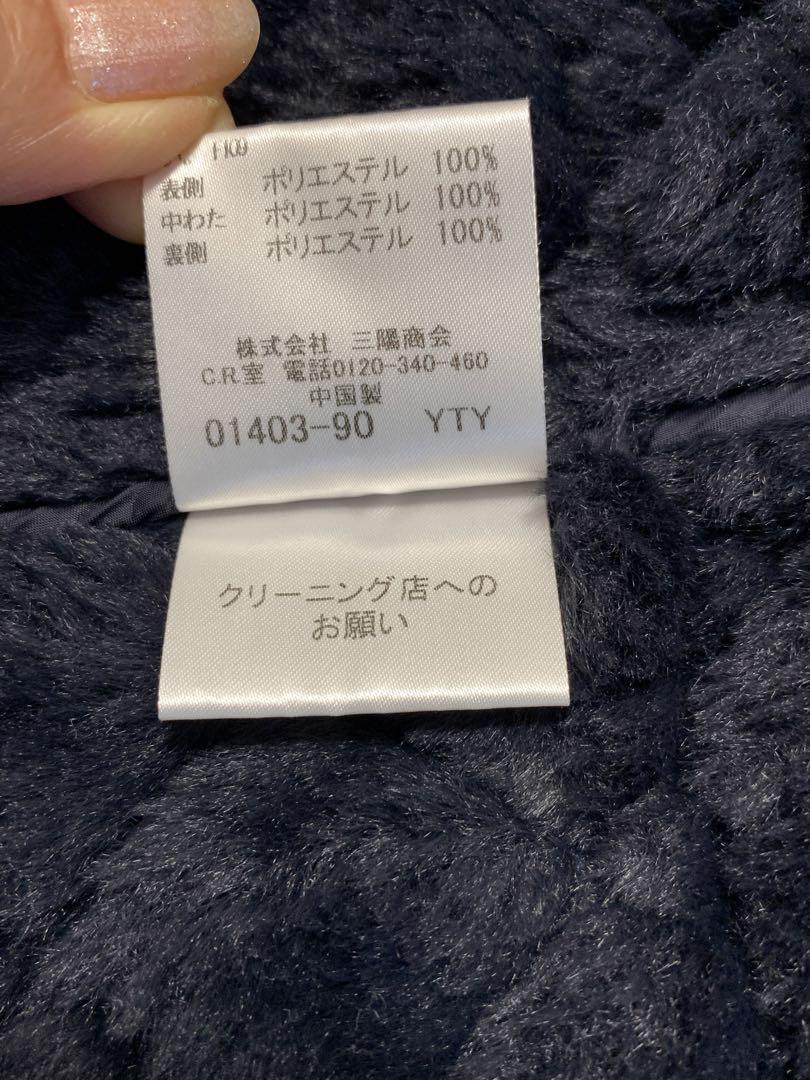 表側 ポリエステル 100%
中わた ポリエステル 100%
裏側 ポリエステル 100%
株式会社 三陽商会
C.R室 電話0120-340-460
中国製
01403-90 YTY
クリーニング店への
お願い